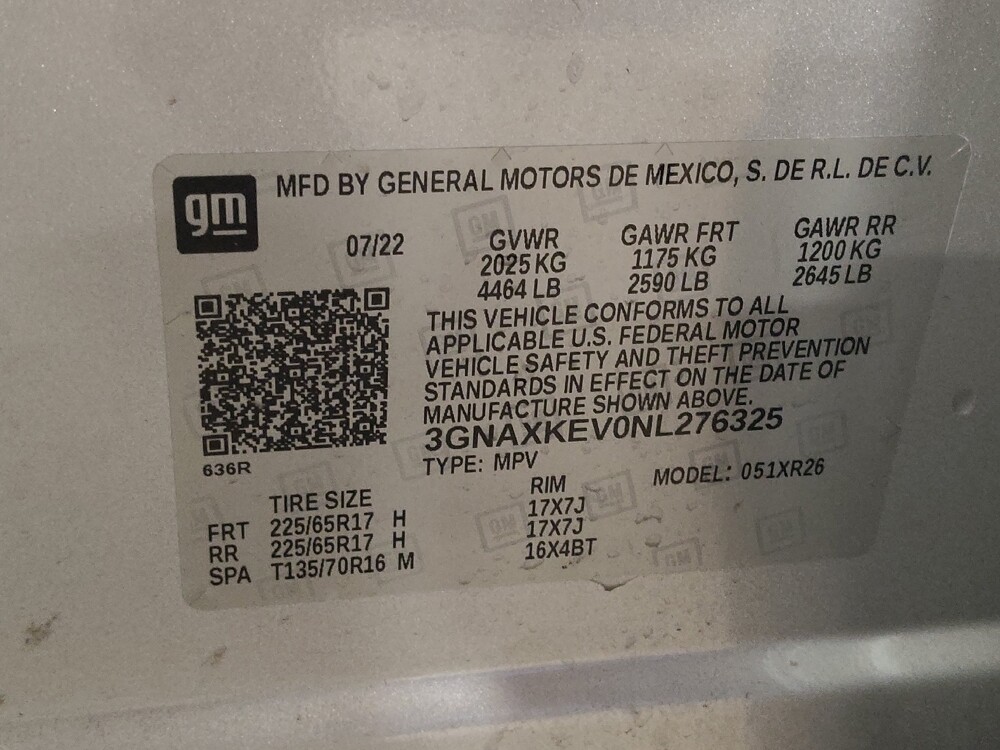 gm
MFD BY GENERAL MOTORS DE MEXICO, S. DE R.L. DE C.V.
07/22
GVWR GAWR FRT GAWR RR
2025 KG 1175 KG 1200 KG
4464 LB 2590 LB 2645 LB
THIS VEHICLE CONFORMS TO ALL
APPLICABLE U.S. FEDERAL MOTOR
VEHICLE SAFETY AND THEFT PREVENTION
STANDARDS IN EFFECT ON THE DATE OF
MANUFACTURE SHOWN ABOVE.
3GNAXKEV0NL276325
636R
TYPE: MPV MODEL: 051XR26
TIRE SIZE RIM
FRT 225/65R17 H 17X7J
RR 225/65R17 H 17X7J
SPA T135/70R16 M 16X4BT